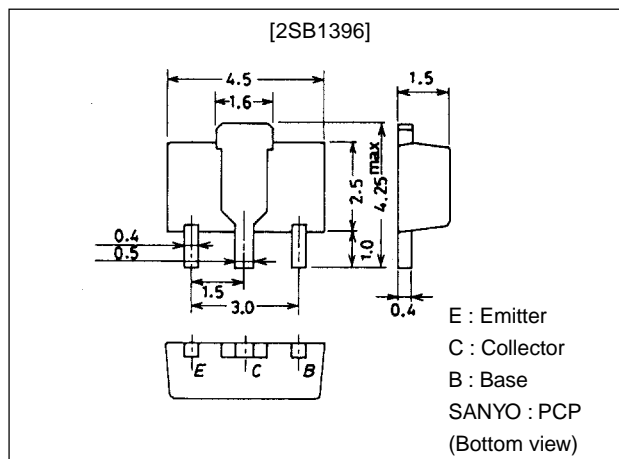 [2SB1396]
4.5
1.6
1.5
2.5
4.25max
1.0
0.4
0.5
1.5
3.0
0.4
E C B
E : Emitter
C : Collector
B : Base
SANYO : PCP
(Bottom view)